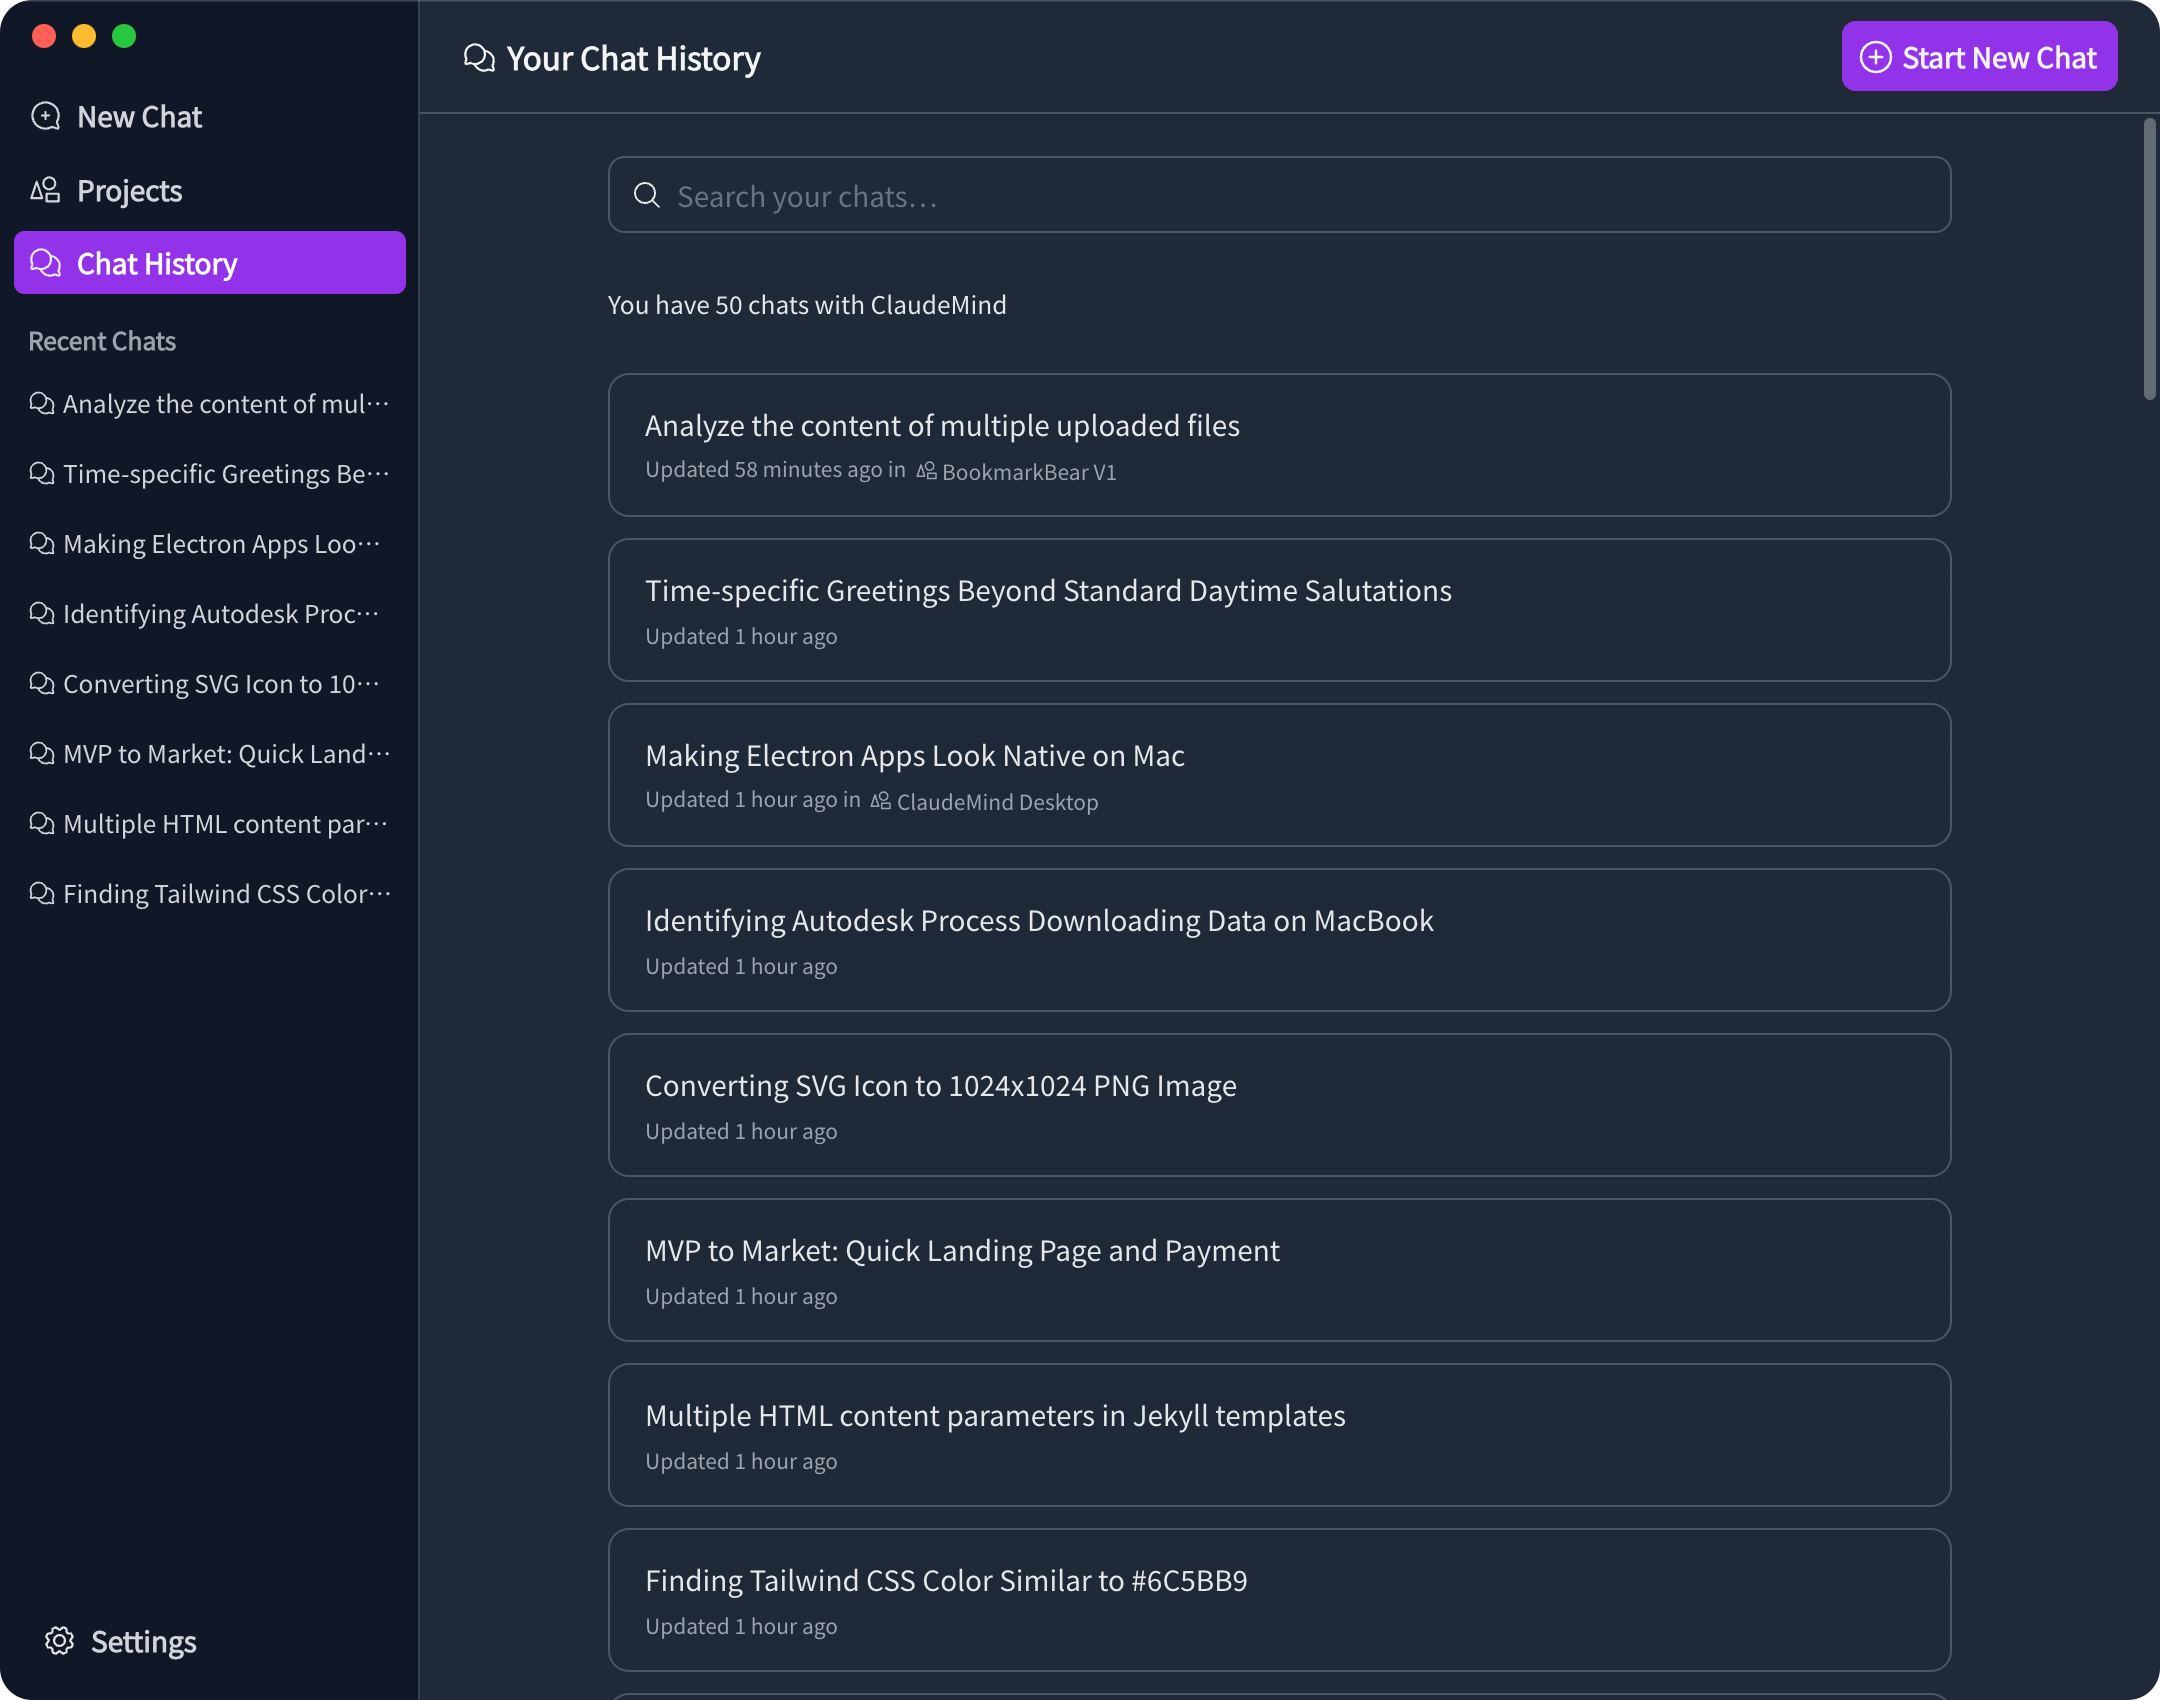 New Chat
Projects
Chat History
Recent Chats
Analyze the content of mul…
Time-specific Greetings Be…
Making Electron Apps Loo…
Identifying Autodesk Proc…
Converting SVG Icon to 10…
MVP to Market: Quick Land…
Multiple HTML content par…
Finding Tailwind CSS Color…
Settings
Your Chat History
Start New Chat
Search your chats…
You have 50 chats with ClaudeMind
Analyze the content of multiple uploaded files
Updated 58 minutes ago in BookmarkBear V1
Time-specific Greetings Beyond Standard Daytime Salutations
Updated 1 hour ago
Making Electron Apps Look Native on Mac
Updated 1 hour ago in ClaudeMind Desktop
Identifying Autodesk Process Downloading Data on MacBook
Updated 1 hour ago
Converting SVG Icon to 1024x1024 PNG Image
Updated 1 hour ago
MVP to Market: Quick Landing Page and Payment
Updated 1 hour ago
Multiple HTML content parameters in Jekyll templates
Updated 1 hour ago
Finding Tailwind CSS Color Similar to #6C5BB9
Updated 1 hour ago